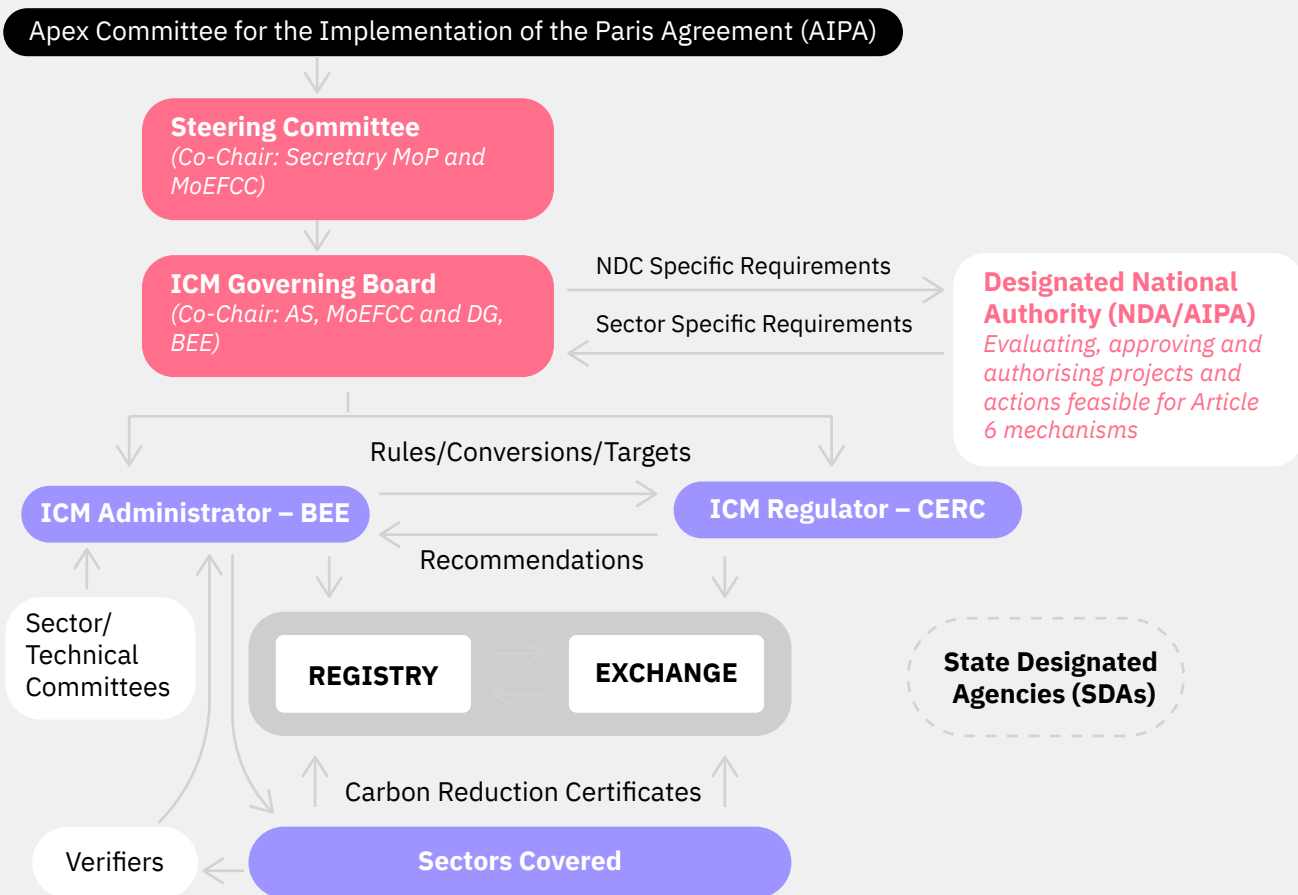 Apex Committee for the Implementation of the Paris Agreement (AIPA)
Steering Committee
(Co-Chair: Secretary MoP and
MoEFCC)
ICM Governing Board
(Co-Chair: AS, MoEFCC and DG,
BEE)
NDC Specific Requirements
Sector Specific Requirements
Designated National
Authority (NDA/AIPA)
Evaluating, approving and
authorising projects and
actions feasible for Article
6 mechanisms
Rules/Conversions/Targets
ICM Administrator – BEE
ICM Regulator – CERC
Recommendations
Sector/
Technical
Committees
REGISTRY
EXCHANGE
State Designated
Agencies (SDAs)
Carbon Reduction Certificates
Verifiers
Sectors Covered